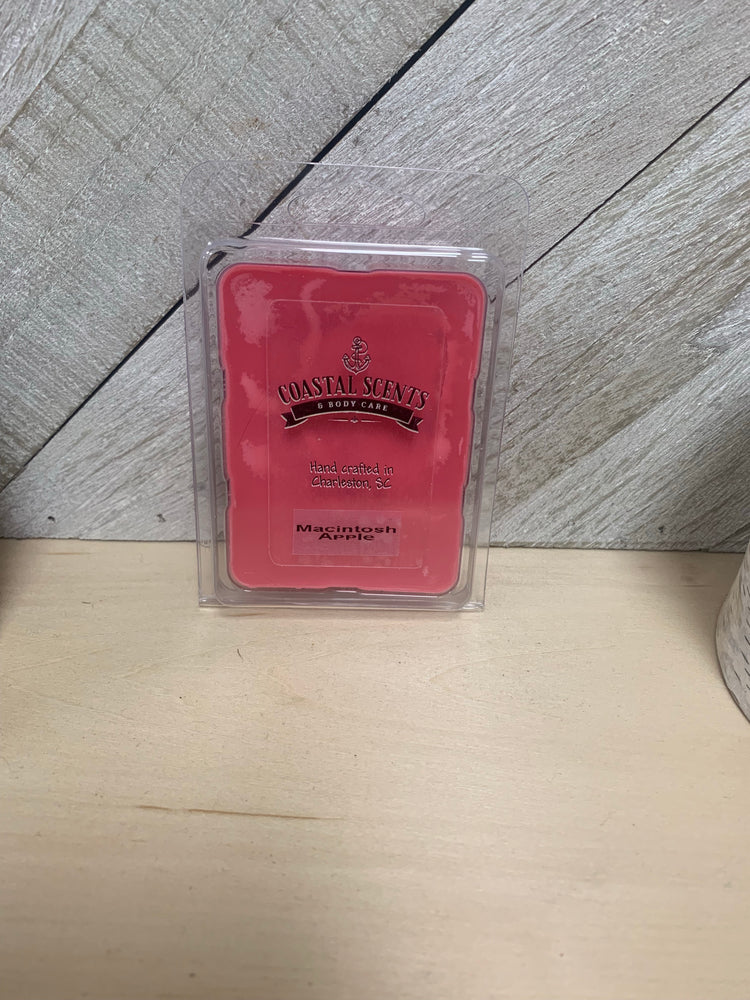 COASTAL SCENTS
& BODY CARE
Hand crafted in
Charleston, SC
Macintosh
Apple